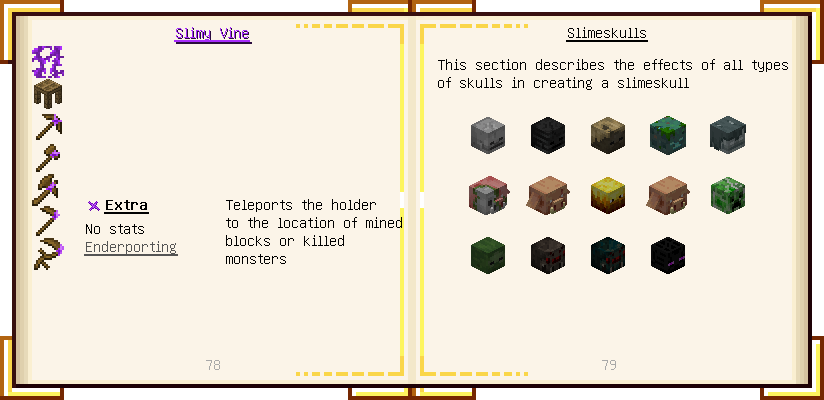 Slimy Vine
Extra
No stats
Enderporting
Teleports the holder
to the location of mined
blocks or killed
monsters
78
Slimeskulls
This section describes the effects of all types
of skulls in creating a slimeskull
79